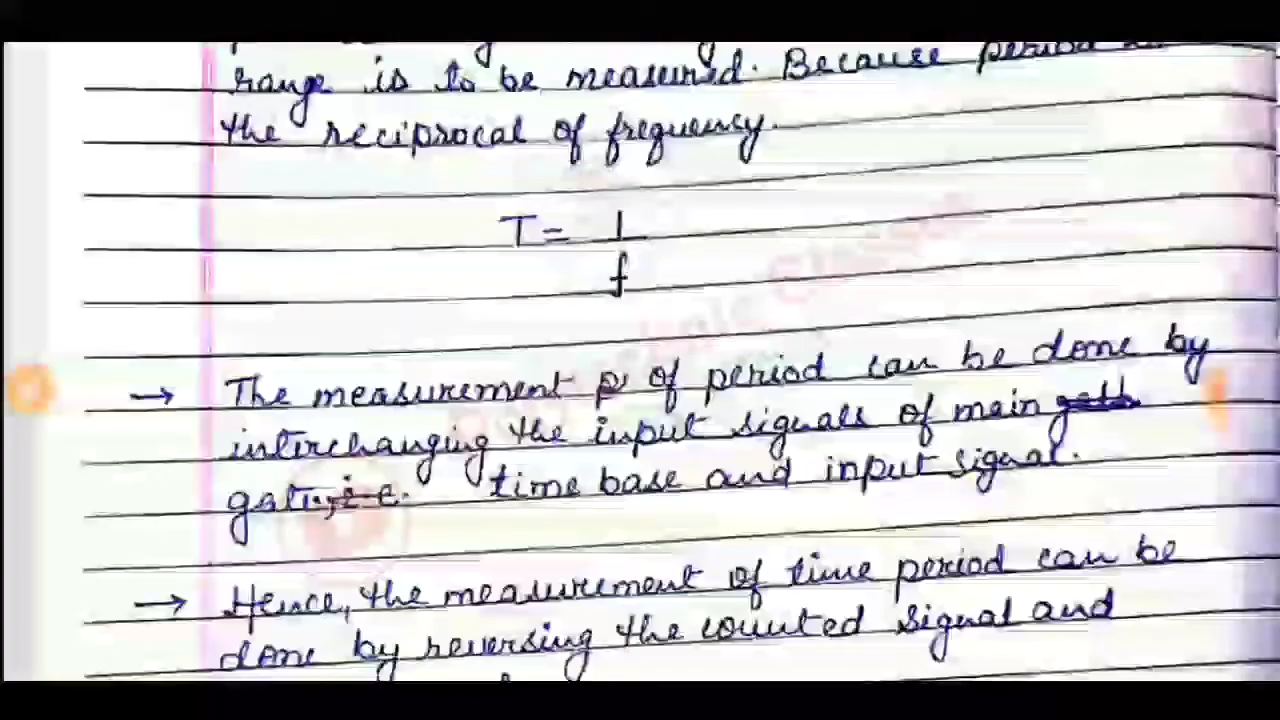 range is to be measured. Because period
the reciprocal of frequency.
T = 1
f
→ The measurement p of period can be done by
interchanging the input signals of main
gate, i.e. time base and input signal.
→ Hence, the measurement of time period can be
done by reversing the counted signal and